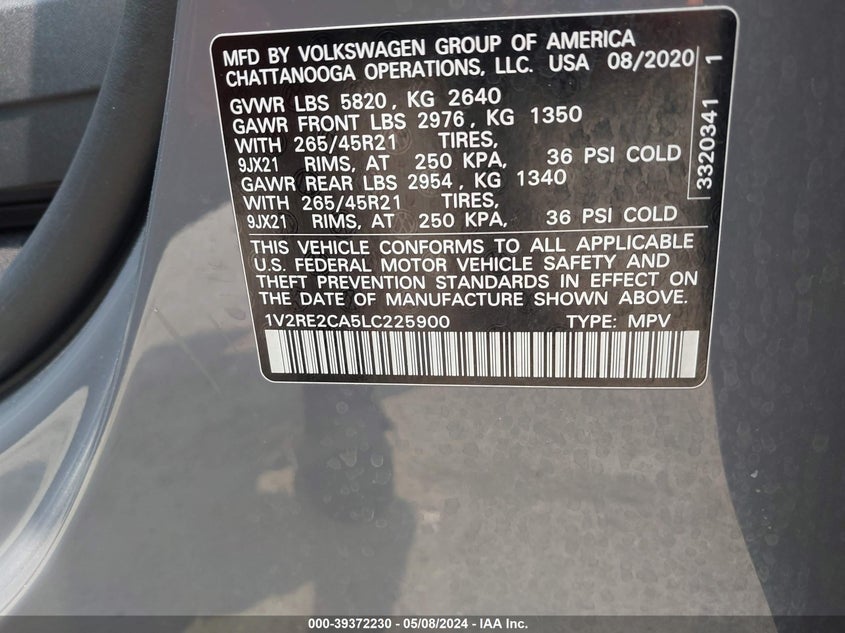 MFD BY VOLKSWAGEN GROUP OF AMERICA
CHATTANOOGA OPERATIONS, LLC. USA 08/2020
GVWR LBS 5820, KG 2640
GAWR FRONT LBS 2976, KG 1350
WITH 265/45R21 TIRES,
9JX21 RIMS, AT 250 KPA, 36 PSI COLD
GAWR REAR LBS 2954, KG 1340
WITH 265/45R21 TIRES,
9JX21 RIMS, AT 250 KPA, 36 PSI COLD
3320341 1
THIS VEHICLE CONFORMS TO ALL APPLICABLE
U.S. FEDERAL MOTOR VEHICLE SAFETY AND
THEFT PREVENTION STANDARDS IN EFFECT ON
THE DATE OF MANUFACTURE SHOWN ABOVE.
1V2RE2CA5LC225900 TYPE: MPV
000-39372230 - 05/08/2024 - IAA Inc.